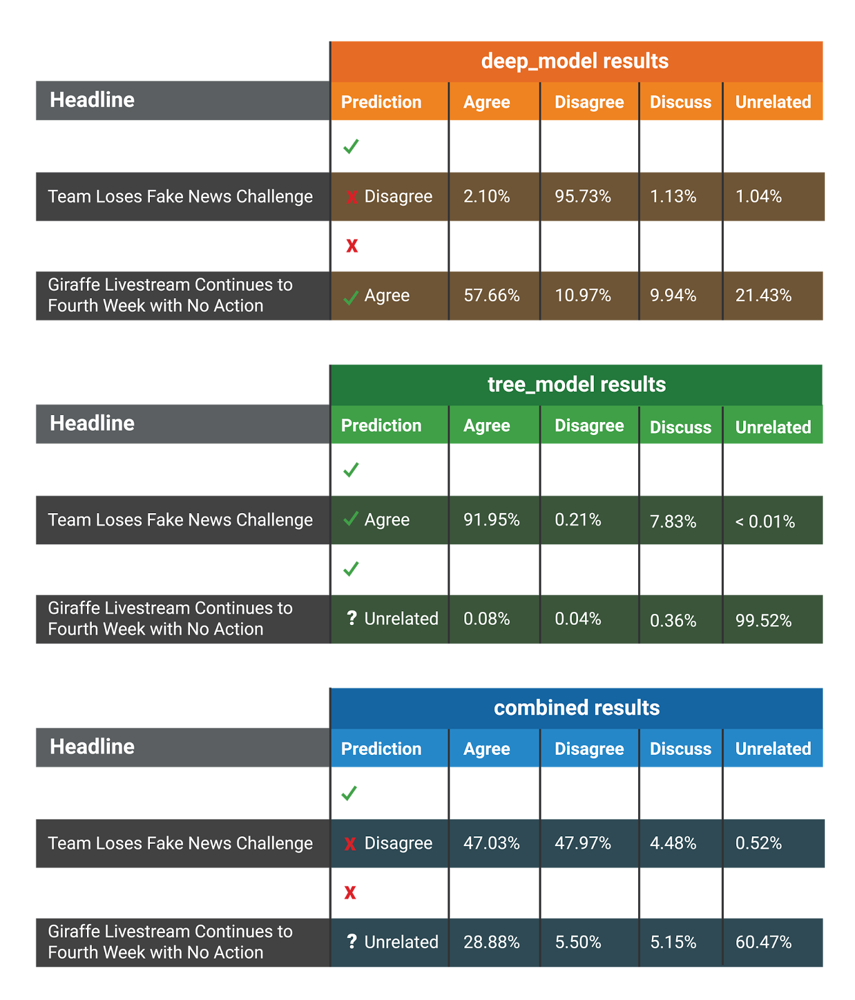 deep_model results
Headline Prediction Agree Disagree Discuss Unrelated
✓
Team Loses Fake News Challenge x Disagree 2.10% 95.73% 1.13% 1.04%
x
Giraffe Livestream Continues to
Fourth Week with No Action ✓ Agree 57.66% 10.97% 9.94% 21.43%
tree_model results
Headline Prediction Agree Disagree Discuss Unrelated
✓
Team Loses Fake News Challenge ✓ Agree 91.95% 0.21% 7.83% < 0.01%
✓
Giraffe Livestream Continues to
Fourth Week with No Action ? Unrelated 0.08% 0.04% 0.36% 99.52%
combined results
Headline Prediction Agree Disagree Discuss Unrelated
✓
Team Loses Fake News Challenge x Disagree 47.03% 47.97% 4.48% 0.52%
x
Giraffe Livestream Continues to
Fourth Week with No Action ? Unrelated 28.88% 5.50% 5.15% 60.47%